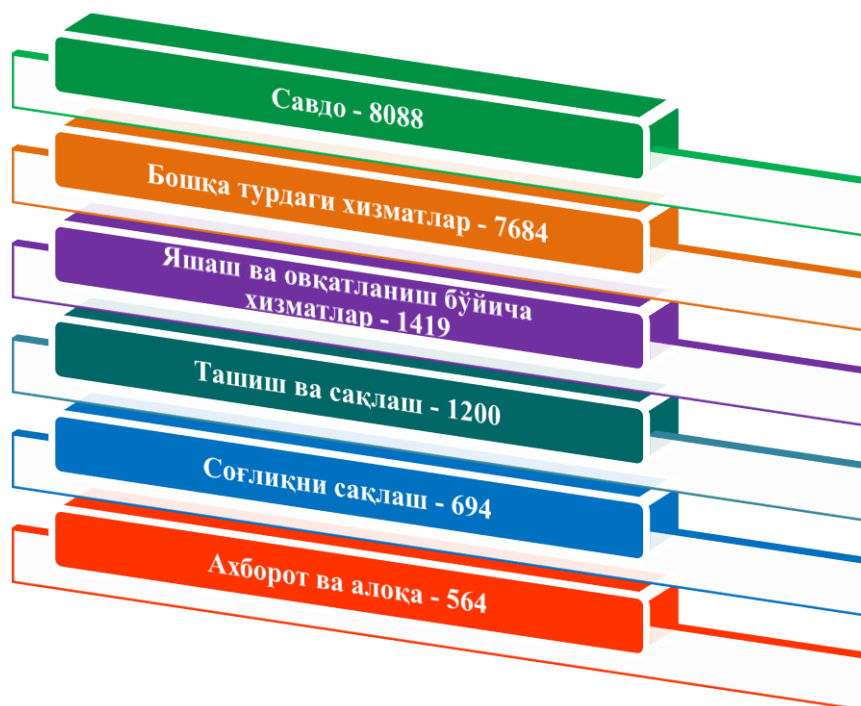 Савдо - 8088
Бошқа турдаги хизматлар - 7684
Яшаш ва овқатланиш бўйича
хизматлар - 1419
Ташиш ва сақлаш - 1200
Соғлиқни сақлаш - 694
Ахборот ва алоқа - 564